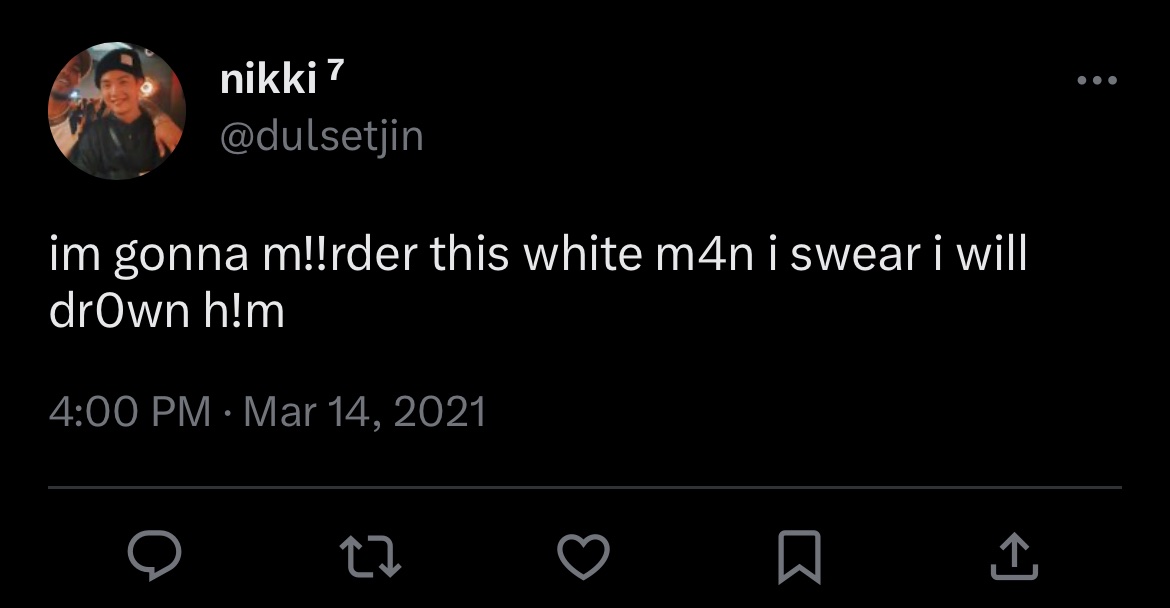 nikki ⁷
@dulsetjin
im gonna m!!rder this white m4n i swear i will
dr0wn h!m
4:00 PM · Mar 14, 2021